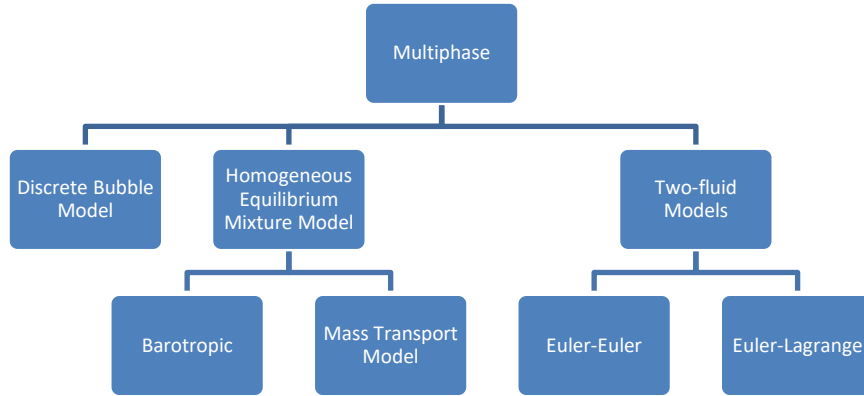 Multiphase
Discrete Bubble
Model
Homogeneous
Equilibrium
Mixture Model
Two-fluid
Models
Barotropic
Mass Transport
Model
Euler-Euler
Euler-Lagrange